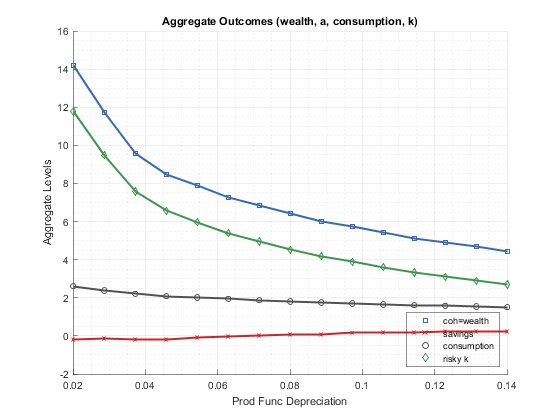 Aggregate Outcomes (wealth, a, consumption, k)
16
14
12
10
8
6
4
2
0
-2
Aggregate Levels
0.02 0.04 0.06 0.08 0.1 0.12 0.14
Prod Func Depreciation
coh=wealth
savings
consumption
risky k